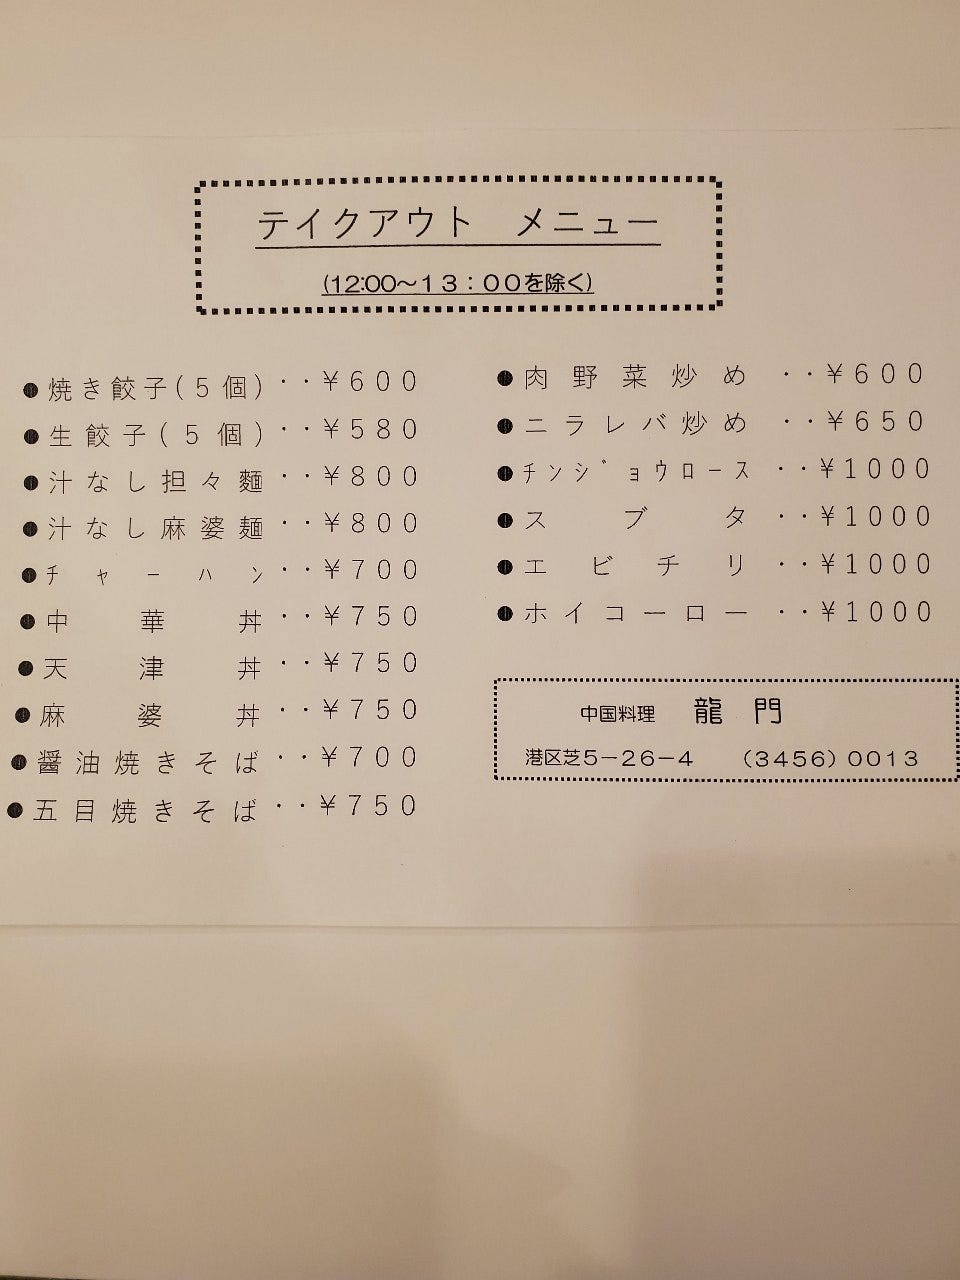 テイクアウト　メニュー
(12:00〜１３：００を除く)
●焼き餃子(５個)‥￥６００
●生餃子(５個)‥￥５８０
●汁なし担々麵‥￥８００
●汁なし麻婆麺‥￥８００
●ﾁｬｰﾊﾝ‥￥７００
●中華丼‥￥７５０
●天津丼‥￥７５０
●麻婆丼‥￥７５０
●醤油焼きそば‥￥７００
●五目焼きそば‥￥７５０
●肉野菜炒め‥￥６００
●ニラレバ炒め‥￥６５０
●ﾁﾝｼﾞｮｳﾛｰｽ‥￥１０００
●スブタ‥￥１０００
●エビチリ‥￥１０００
●ホイコーロー‥￥１０００
中国料理　龍　門
港区芝5－26－4　（3456）0013